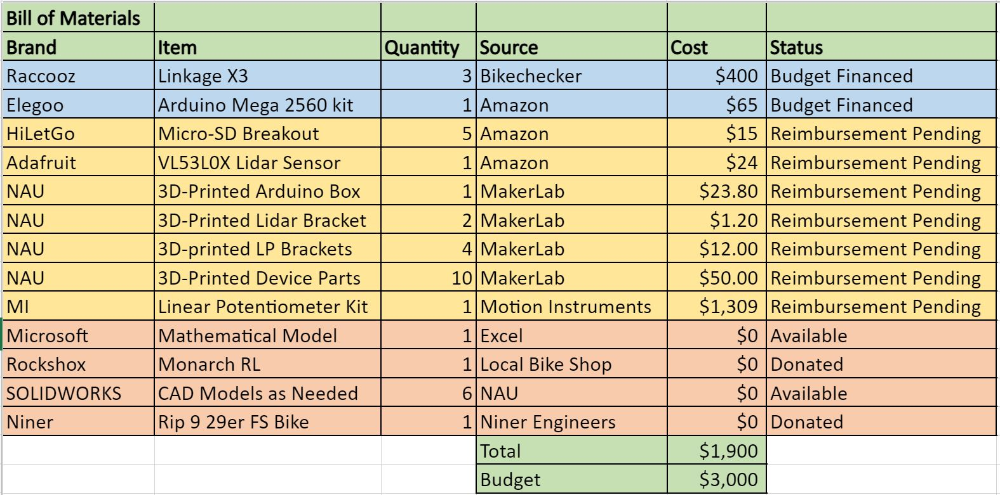 Bill of Materials
Brand Item Quantity Source Cost Status
Raccooz Linkage X3 3 Bikechecker $400 Budget Financed
Elegoo Arduino Mega 2560 kit 1 Amazon $65 Budget Financed
HiLetGo Micro-SD Breakout 5 Amazon $15 Reimbursement Pending
Adafruit VL53L0X Lidar Sensor 1 Amazon $24 Reimbursement Pending
NAU 3D-Printed Arduino Box 1 MakerLab $23.80 Reimbursement Pending
NAU 3D-Printed Lidar Bracket 2 MakerLab $1.20 Reimbursement Pending
NAU 3D-printed LP Brackets 4 MakerLab $12.00 Reimbursement Pending
NAU 3D-Printed Device Parts 10 MakerLab $50.00 Reimbursement Pending
MI Linear Potentiometer Kit 1 Motion Instruments $1,309 Reimbursement Pending
Microsoft Mathematical Model 1 Excel $0 Available
Rockshox Monarch RL 1 Local Bike Shop $0 Donated
SOLIDWORKS CAD Models as Needed 6 NAU $0 Available
Niner Rip 9 29er FS Bike 1 Niner Engineers $0 Donated
Total $1,900
Budget $3,000